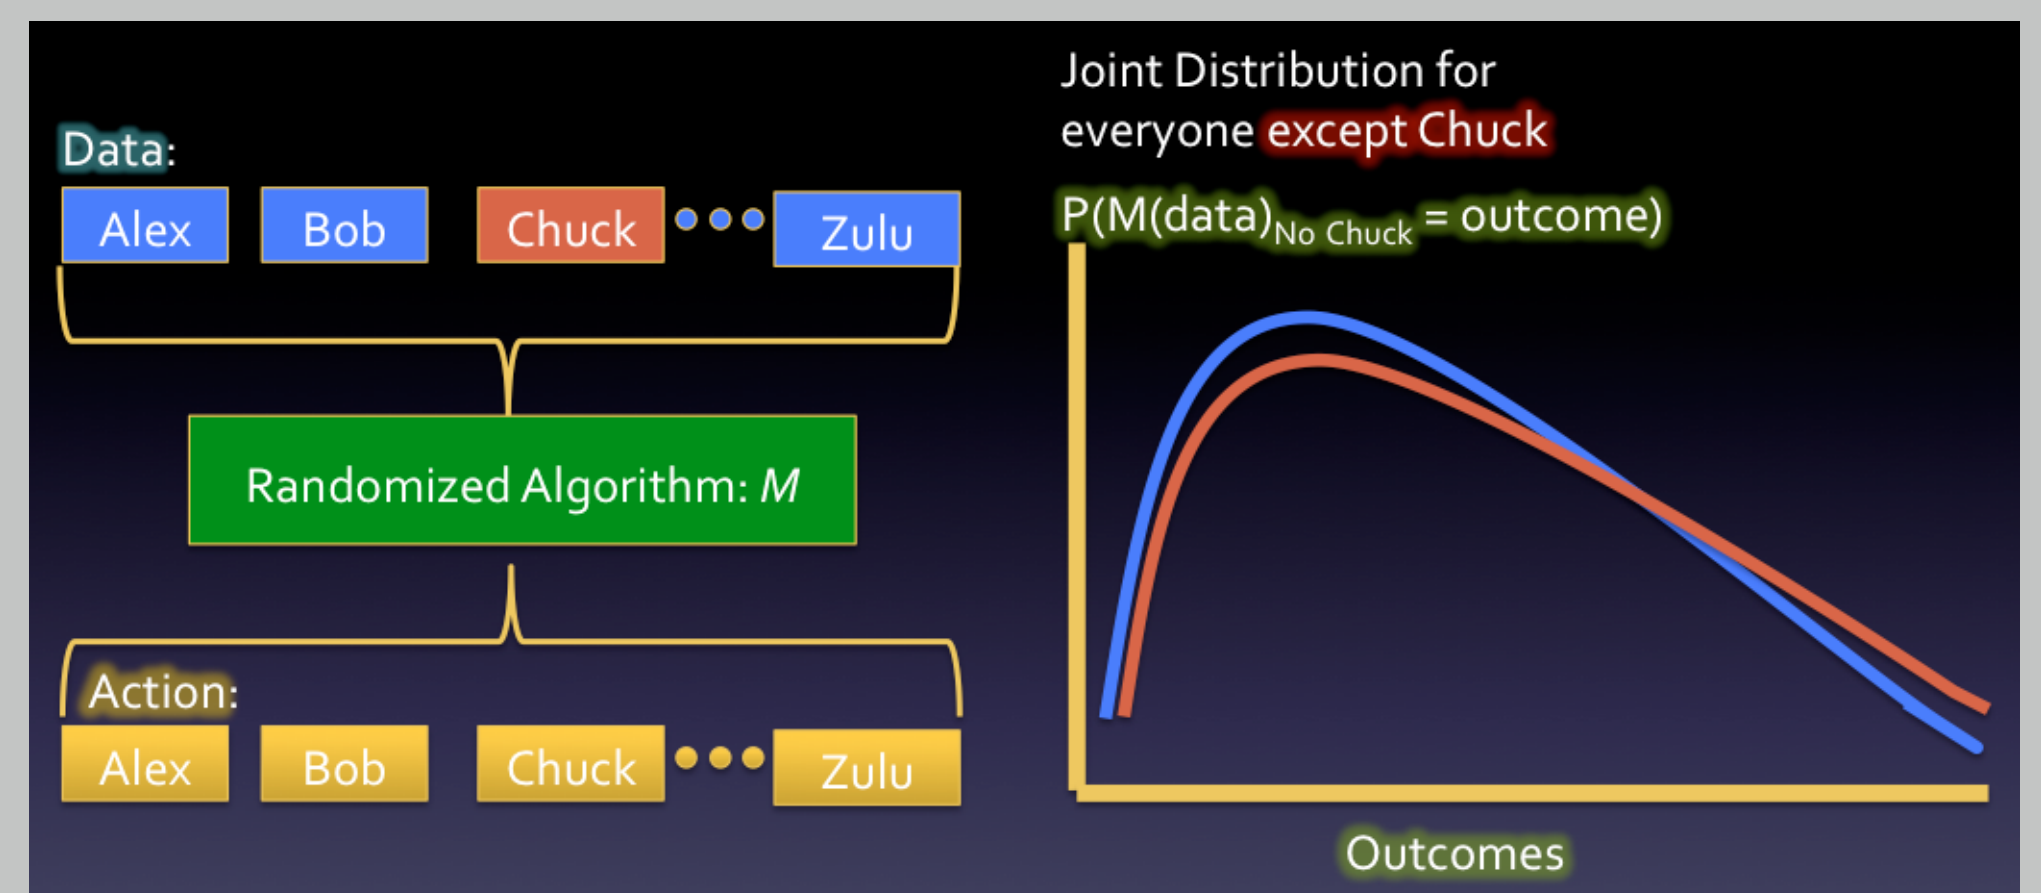 Data:
Alex Bob Chuck Zulu
Randomized Algorithm: M
Action:
Alex Bob Chuck Zulu
Joint Distribution for
everyone except Chuck
P(M(data)No Chuck = outcome)
Outcomes